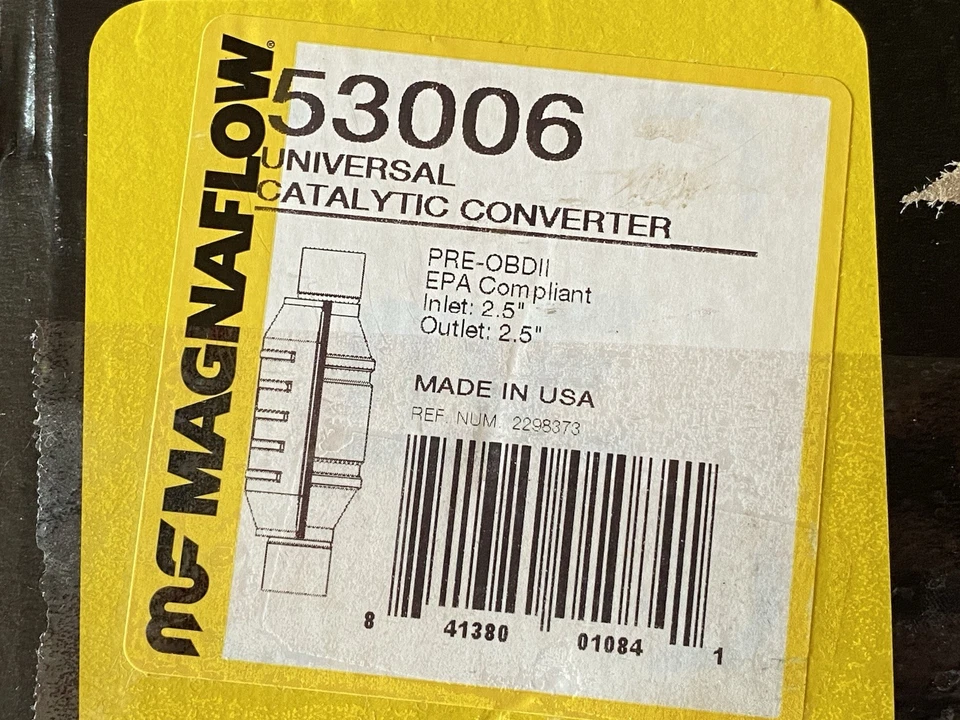 MAGNAFLOW®
53006
UNIVERSAL
CATALYTIC CONVERTER
PRE-OBDII
EPA Compliant
Inlet: 2.5"
Outlet: 2.5"
MADE IN USA
REF. NUM. 2298373
8 41380 01084 1